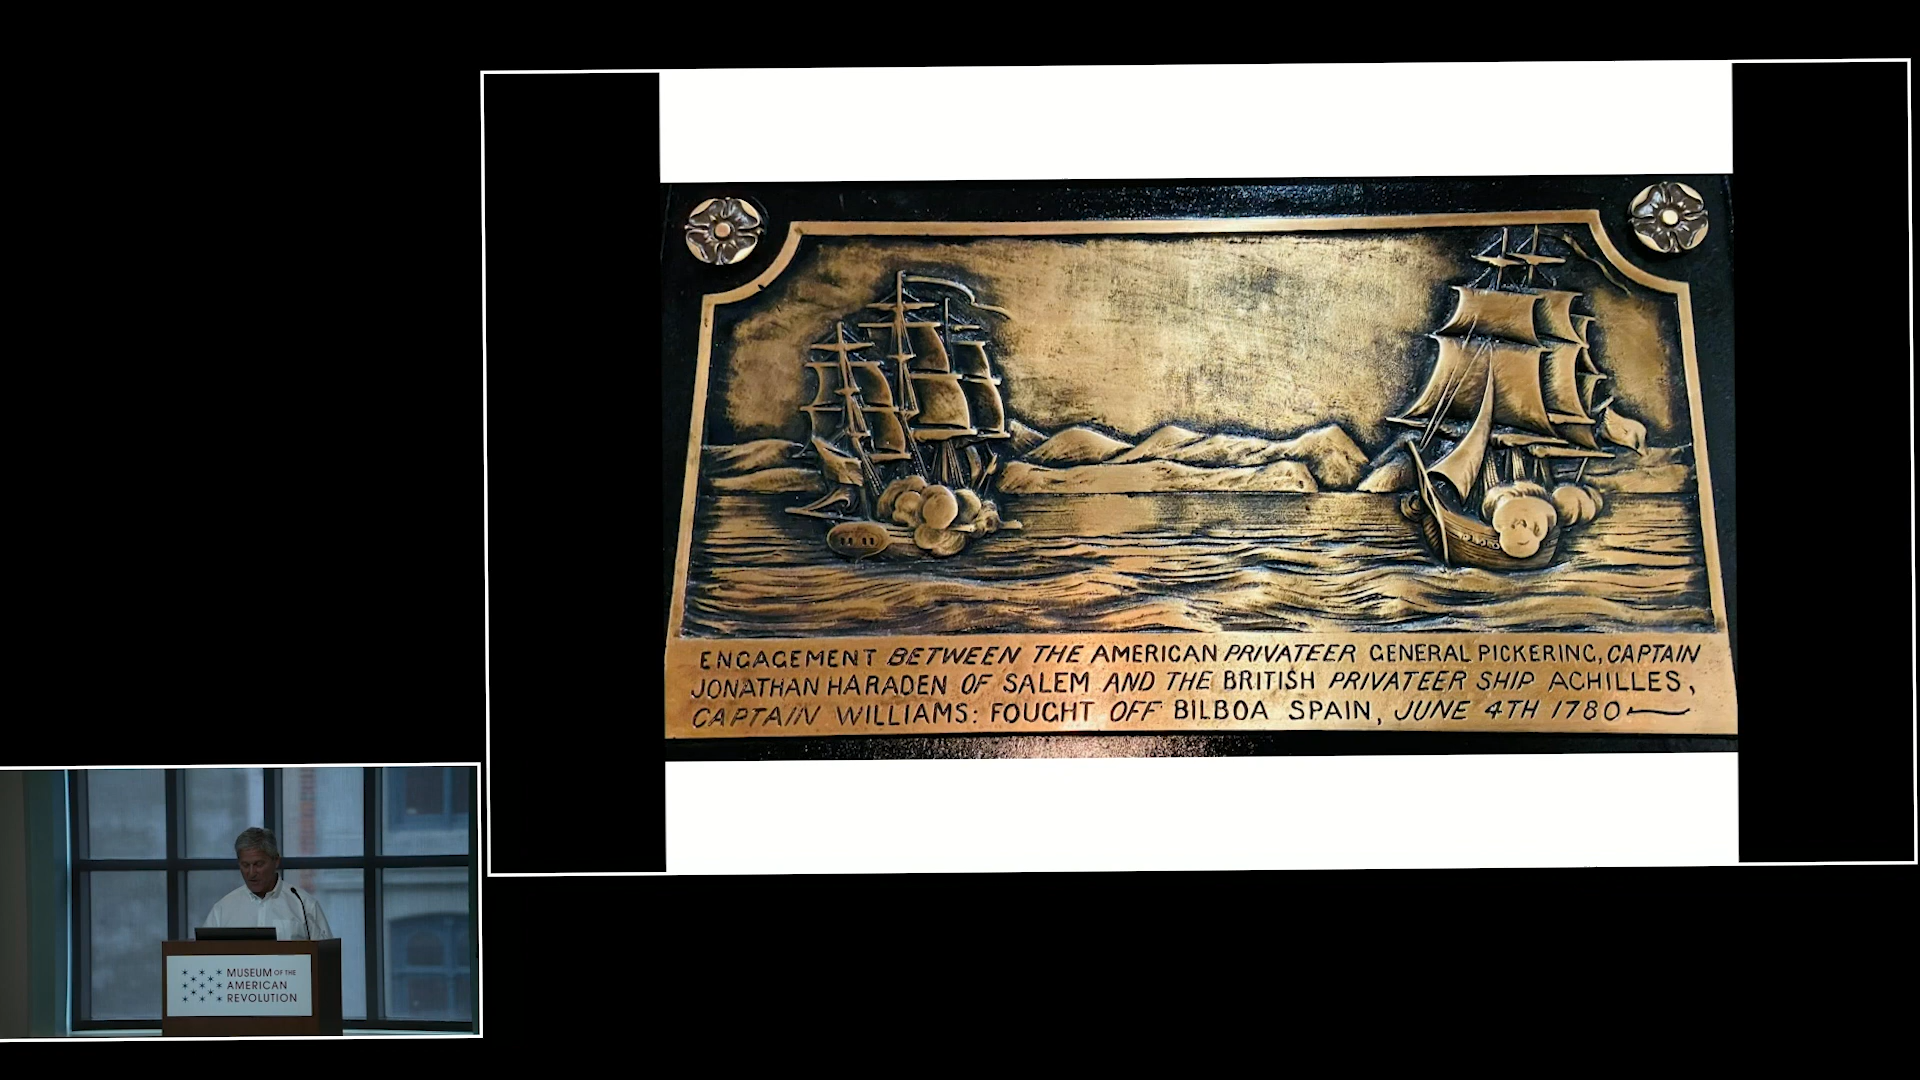 ENGAGEMENT BETWEEN THE AMERICAN PRIVATEER GENERAL PICKERING, CAPTAIN
JONATHAN HARADEN OF SALEM AND THE BRITISH PRIVATEER SHIP ACHILLES,
CAPTAIN WILLIAMS: FOUGHT OFF BILBOA SPAIN, JUNE 4TH 1780
MUSEUM OF THE
AMERICAN
REVOLUTION